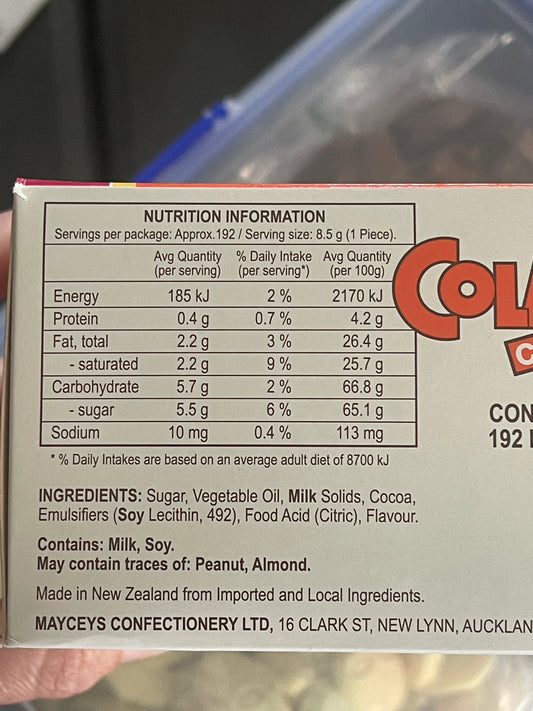 NUTRITION INFORMATION
Servings per package: Approx.192 / Serving size: 8.5 g (1 Piece).
Avg Quantity % Daily Intake Avg Quantity
(per serving) (per serving*) (per 100g)
Energy 185 kJ 2 % 2170 kJ
Protein 0.4 g 0.7 % 4.2 g
Fat, total 2.2 g 3 % 26.4 g
- saturated 2.2 g 9 % 25.7 g
Carbohydrate 5.7 g 2 % 66.8 g
- sugar 5.5 g 6 % 65.1 g
Sodium 10 mg 0.4 % 113 mg
* % Daily Intakes are based on an average adult diet of 8700 kJ
INGREDIENTS: Sugar, Vegetable Oil, Milk Solids, Cocoa,
Emulsifiers (Soy Lecithin, 492), Food Acid (Citric), Flavour.
Contains: Milk, Soy.
May contain traces of: Peanut, Almond.
Made in New Zealand from Imported and Local Ingredients.
MAYCEYS CONFECTIONERY LTD, 16 CLARK ST, NEW LYNN, AUCKLAN
COL
C
CON
192